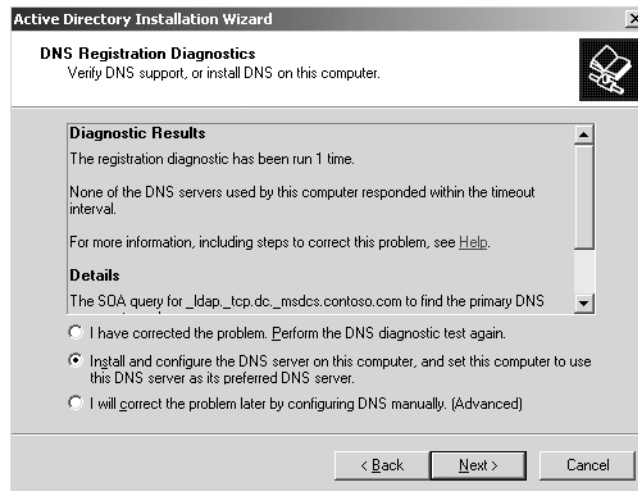 Active Directory Installation Wizard
DNS Registration Diagnostics
Verify DNS support, or install DNS on this computer.
Diagnostic Results
The registration diagnostic has been run 1 time.
None of the DNS servers used by this computer responded within the timeout
interval.
For more information, including steps to correct this problem, see Help.
Details
The SOA query for _ldap._tcp.dc._msdcs.contoso.com to find the primary DNS
I have corrected the problem. Perform the DNS diagnostic test again.
Install and configure the DNS server on this computer, and set this computer to use
this DNS server as its preferred DNS server.
I will correct the problem later by configuring DNS manually. (Advanced)
< Back
Next >
Cancel